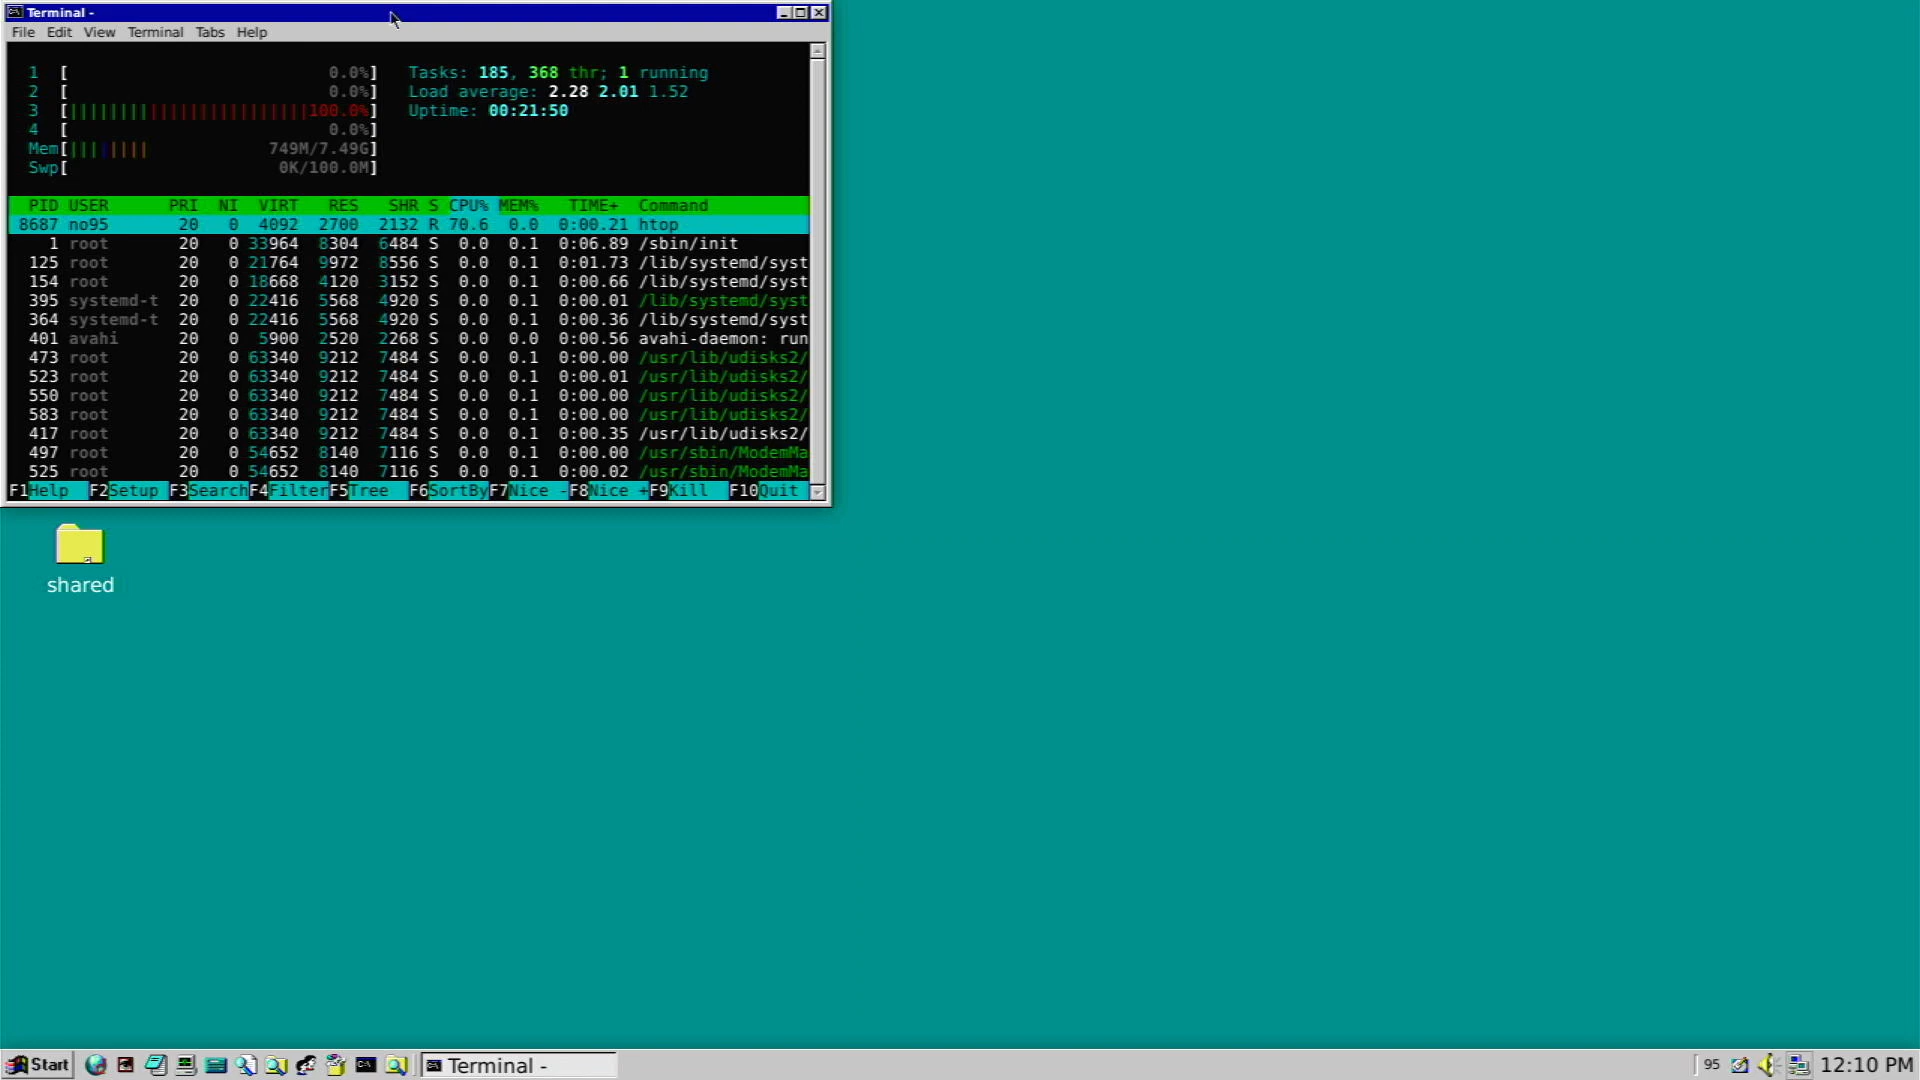 Terminal -
File Edit View Terminal Tabs Help
1 [ 0.0%] Tasks: 185, 368 thr; 1 running
2 [ 0.0%] Load average: 2.28 2.01 1.52
3 [||||||||||||||||||||||||100.0%] Uptime: 00:21:50
4 [ 0.0%]
Mem[|||||||| 749M/7.49G]
Swp[ 0K/100.0M]
PID USER PRI NI VIRT RES SHR S CPU% MEM% TIME+ Command
8687 no95 20 0 4092 2700 2132 R 70.6 0.0 0:00.21 htop
1 root 20 0 33964 8304 6484 S 0.0 0.1 0:06.89 /sbin/init
125 root 20 0 21764 9972 8556 S 0.0 0.1 0:01.73 /lib/systemd/syst
154 root 20 0 18668 4120 3152 S 0.0 0.1 0:00.66 /lib/systemd/syst
395 systemd-t 20 0 22416 5568 4920 S 0.0 0.1 0:00.01 /lib/systemd/syst
364 systemd-t 20 0 22416 5568 4920 S 0.0 0.1 0:00.36 /lib/systemd/syst
401 avahi 20 0 5900 2520 2268 S 0.0 0.0 0:00.56 avahi-daemon: run
473 root 20 0 63340 9212 7484 S 0.0 0.1 0:00.00 /usr/lib/udisks2/
523 root 20 0 63340 9212 7484 S 0.0 0.1 0:00.01 /usr/lib/udisks2/
550 root 20 0 63340 9212 7484 S 0.0 0.1 0:00.00 /usr/lib/udisks2/
583 root 20 0 63340 9212 7484 S 0.0 0.1 0:00.00 /usr/lib/udisks2/
417 root 20 0 63340 9212 7484 S 0.0 0.1 0:00.35 /usr/lib/udisks2/
497 root 20 0 54652 8140 7116 S 0.0 0.1 0:00.00 /usr/sbin/ModemMa
525 root 20 0 54652 8140 7116 S 0.0 0.1 0:00.02 /usr/sbin/ModemMa
F1Help F2Setup F3SearchF4FilterF5Tree F6SortByF7Nice -F8Nice +F9Kill F10Quit
shared
Start Terminal - 95 12:10 PM